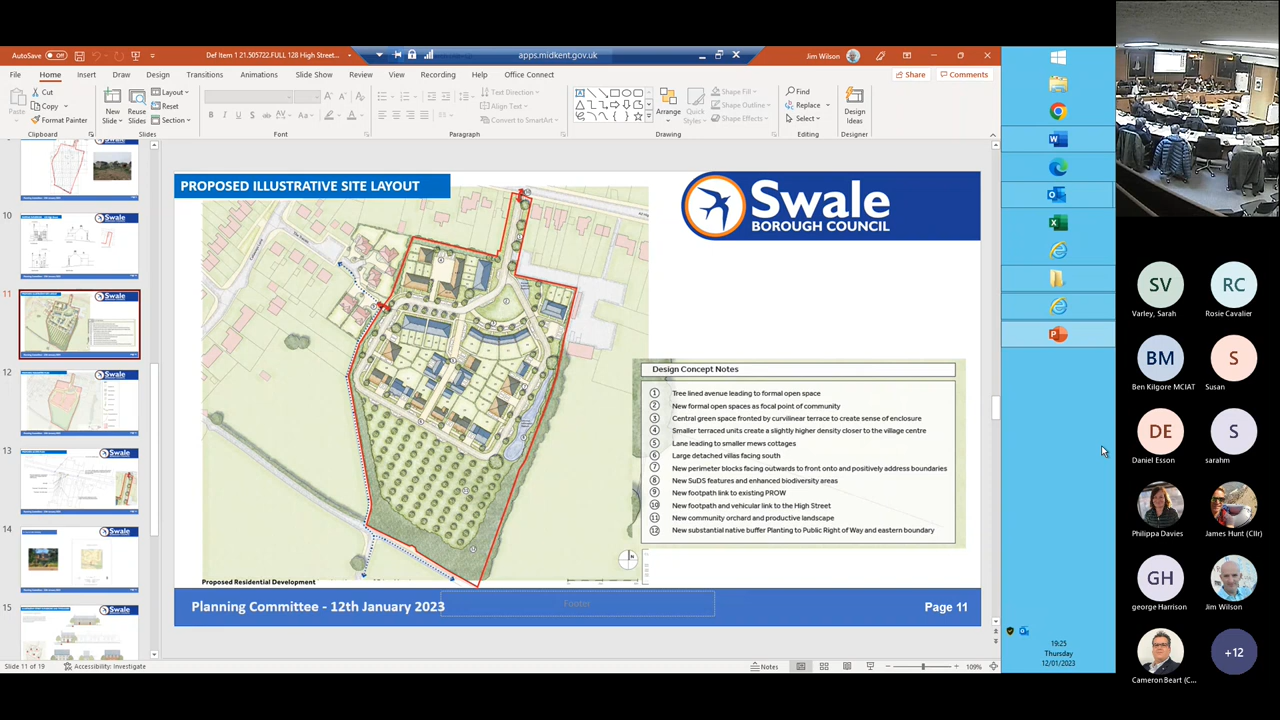 AutoSave Off
Def Item 1 21.505722.FULL 128 High Street...
apps.midkent.gov.uk
Jim Wilson
File Home Insert Draw Design Transitions Animations Slide Show Review View Recording Help Office Connect
Share Comments
Paste
Cut
Copy
Format Painter
Clipboard
New Slide
Reuse Slides
Layout
Reset
Section
Slides
Font
Text Direction
Align Text
Convert to SmartArt
Paragraph
Arrange
Quick Styles
Shape Fill
Shape Outline
Shape Effects
Drawing
Find
Replace
Select
Editing
Design Ideas
Designer
10
11
12
13
14
15
PROPOSED ILLUSTRATIVE SITE LAYOUT
Swale
BOROUGH COUNCIL
Design Concept Notes
1 Tree lined avenue leading to formal open space
2 New formal open spaces as focal point of community
3 Central green space fronted by curvilinear terrace to create sense of enclosure
4 Smaller terraced units create a slightly higher density closer to the village centre
5 Lane leading to smaller mews cottages
6 Large detached villas facing south
7 New perimeter blocks facing outwards to front onto and positively address boundaries
8 New SuDS features and enhanced biodiversity areas
9 New footpath link to existing PROW
10 New footpath and vehicular link to the High Street
11 New community orchard and productive landscape
12 New substantial native buffer Planting to Public Right of Way and eastern boundary
Proposed Residential Development
Planning Committee - 12th January 2023
Footer
Page 11
Slide 11 of 19
Accessibility: Investigate
Notes
109%
19:25
Thursday
12/01/2023
SV
Varley, Sarah
RC
Rosie Cavalier
BM
Ben Kilgore MCIAT
S
Susan
DE
Daniel Esson
S
sarahm
Philippa Davies
James Hunt (Cllr)
GH
george Harrison
Jim Wilson
Cameron Beart (C...
+12